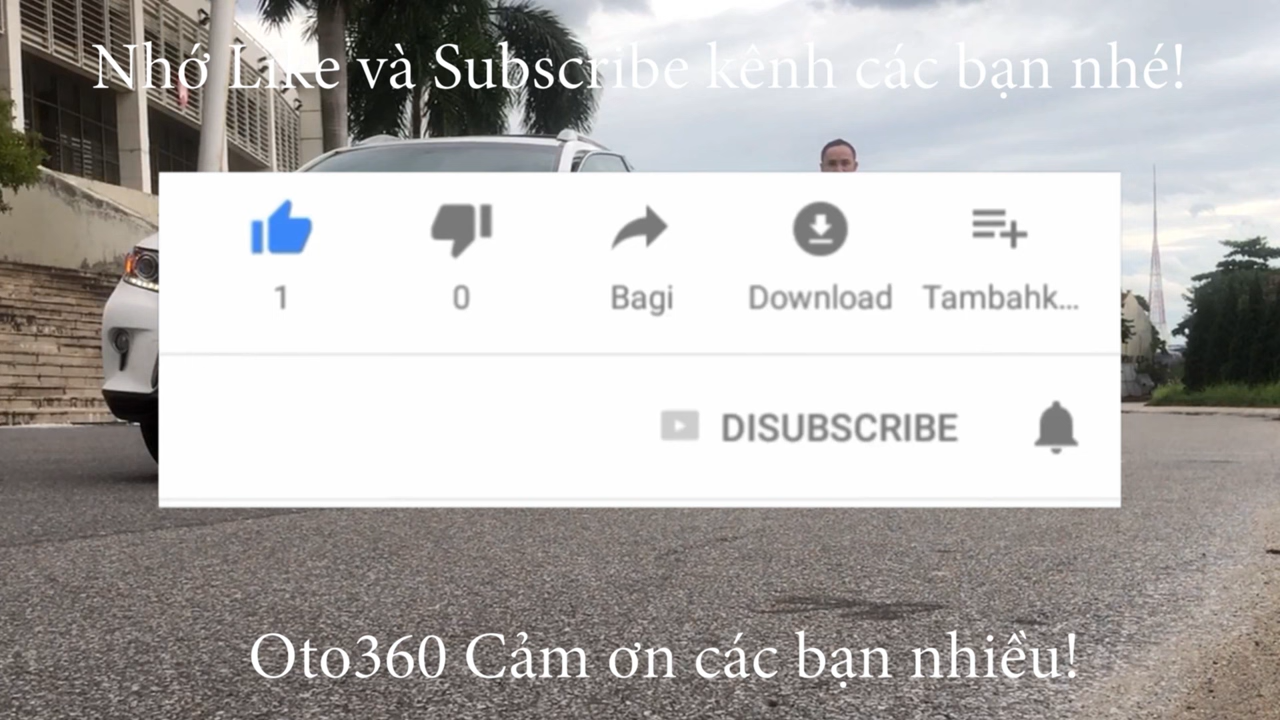 Nhớ Like và Subscribe kênh các bạn nhé!
1 0 Bagi Download Tambahk...
DISUBSCRIBE
Oto360 Cảm ơn các bạn nhiều!